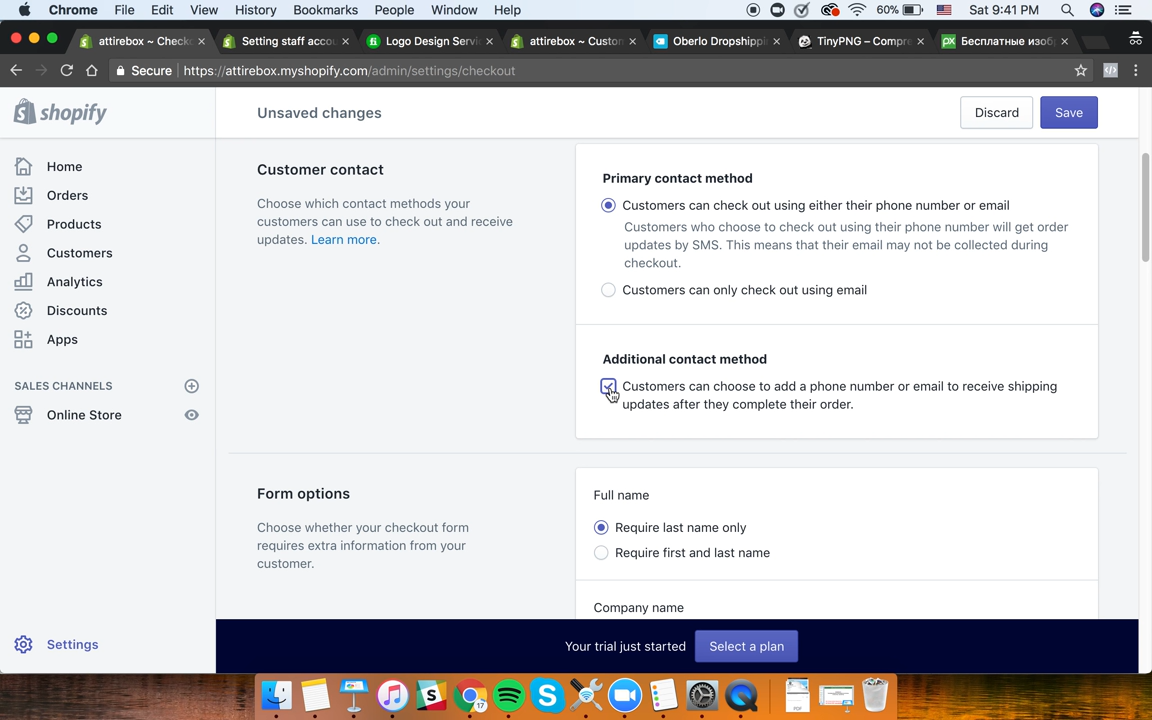 Chrome File Edit View History Bookmarks People Window Help 60% Sat 9:41 PM
attirebox ~ Check
Setting staff accou
Logo Design Servic
attirebox ~ Custom
Oberlo Dropshippi
TinyPNG – Compre
Бесплатные изоб
Secure https://attirebox.myshopify.com/admin/settings/checkout
shopify
Unsaved changes
Discard
Save
Home
Orders
Products
Customers
Analytics
Discounts
Apps
SALES CHANNELS
Online Store
Settings
Customer contact
Choose which contact methods your
customers can use to check out and receive
updates. Learn more.
Primary contact method
Customers can check out using either their phone number or email
Customers who choose to check out using their phone number will get order
updates by SMS. This means that their email may not be collected during
checkout.
Customers can only check out using email
Additional contact method
Customers can choose to add a phone number or email to receive shipping
updates after they complete their order.
Form options
Choose whether your checkout form
requires extra information from your
customer.
Full name
Require last name only
Require first and last name
Company name
Your trial just started
Select a plan
17
PDF